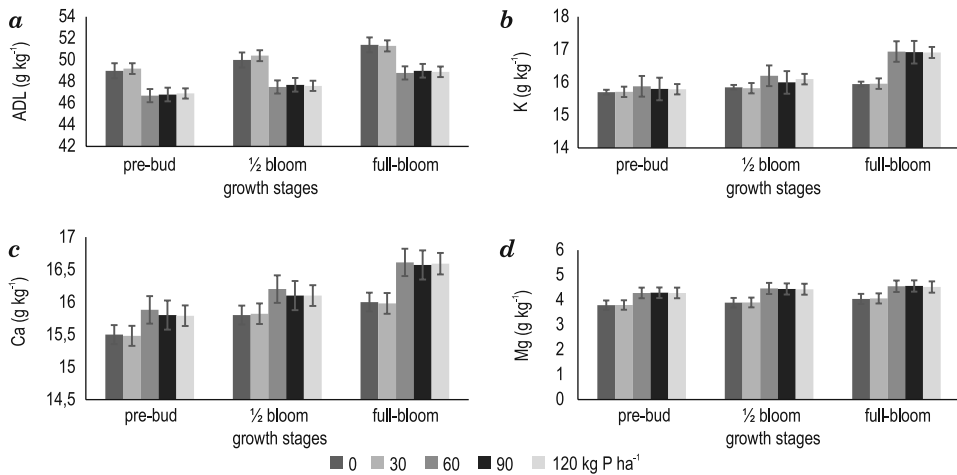 a
ADL (g kg⁻¹)
54
52
50
48
46
44
42
pre-bud ½ bloom full-bloom
growth stages
b
K (g kg⁻¹)
18
17
16
15
14
pre-bud ½ bloom full-bloom
growth stages
c
Ca (g kg⁻¹)
17
16,5
16
15,5
15
14,5
pre-bud ½ bloom full-bloom
growth stages
d
Mg (g kg⁻¹)
6
5
4
3
2
1
0
pre-bud ½ bloom full-bloom
growth stages
0 30 60 90 120 kg P ha⁻¹